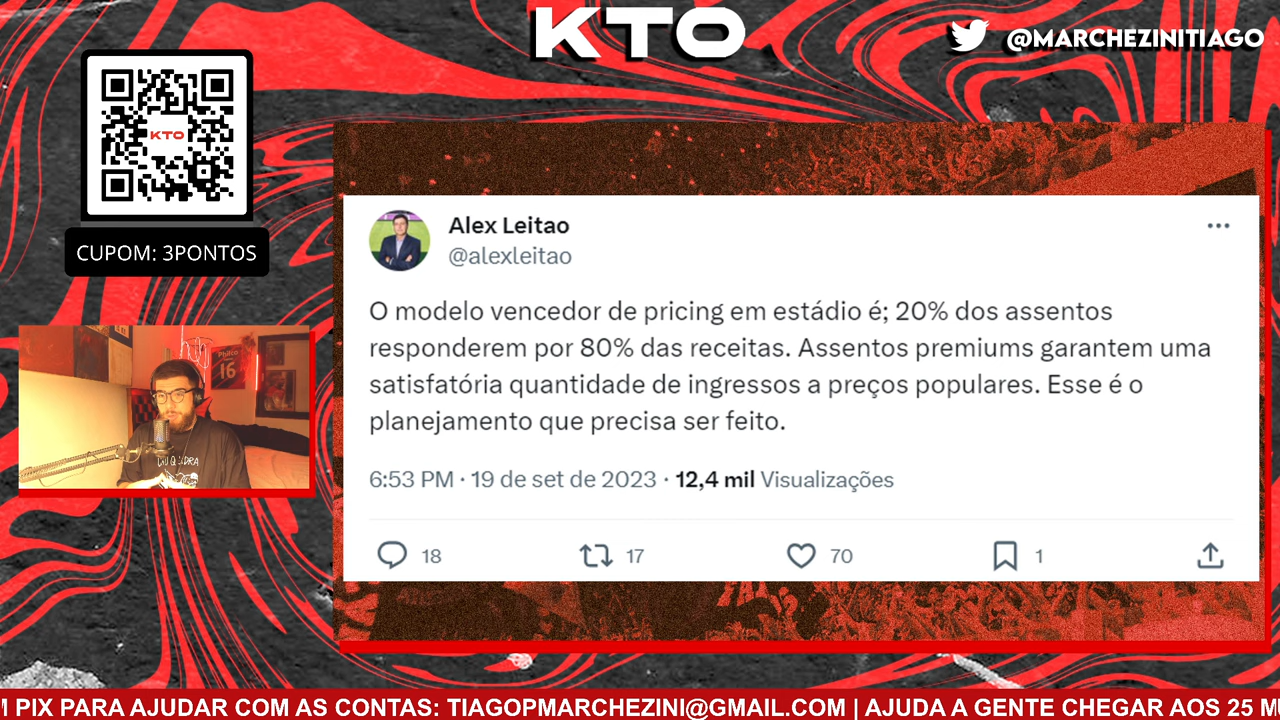 KTO
@MARCHEZINITIAGO
KTO
CUPOM: 3PONTOS
Philco
16
Alex Leitao
@alexleitao
O modelo vencedor de pricing em estádio é; 20% dos assentos
responderem por 80% das receitas. Assentos premiums garantem uma
satisfatória quantidade de ingressos a preços populares. Esse é o
planejamento que precisa ser feito.
6:53 PM · 19 de set de 2023 · 12,4 mil Visualizações
18 17 70 1
PIX PARA AJUDAR COM AS CONTAS: TIAGOPMARCHEZINI@GMAIL.COM | AJUDA A GENTE CHEGAR AOS 25